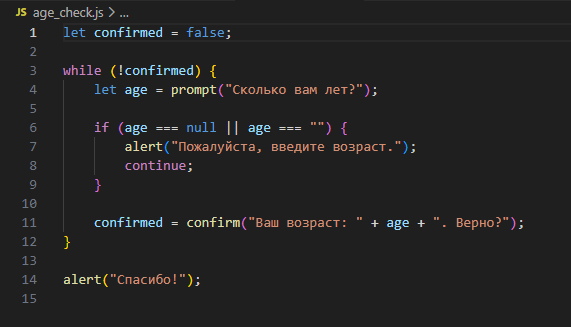 JS age_check.js > ...
1 let confirmed = false;
2
3 while (!confirmed) {
4 let age = prompt("Сколько вам лет?");
5
6 if (age === null || age === "") {
7 alert("Пожалуйста, введите возраст.");
8 continue;
9 }
10
11 confirmed = confirm("Ваш возраст: " + age + ". Верно?");
12 }
13
14 alert("Спасибо!");
15